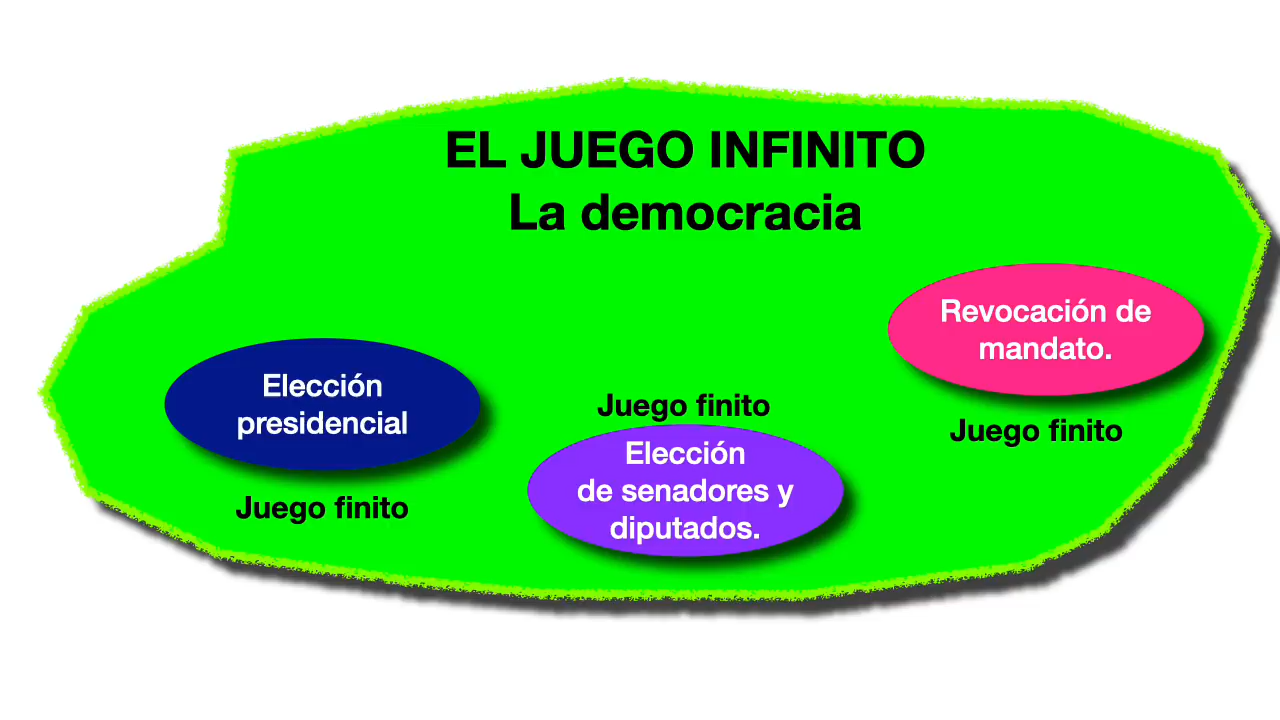 EL JUEGO INFINITO
La democracia
Elección
presidencial
Juego finito
Juego finito
Elección
de senadores y
diputados.
Revocación de
mandato.
Juego finito